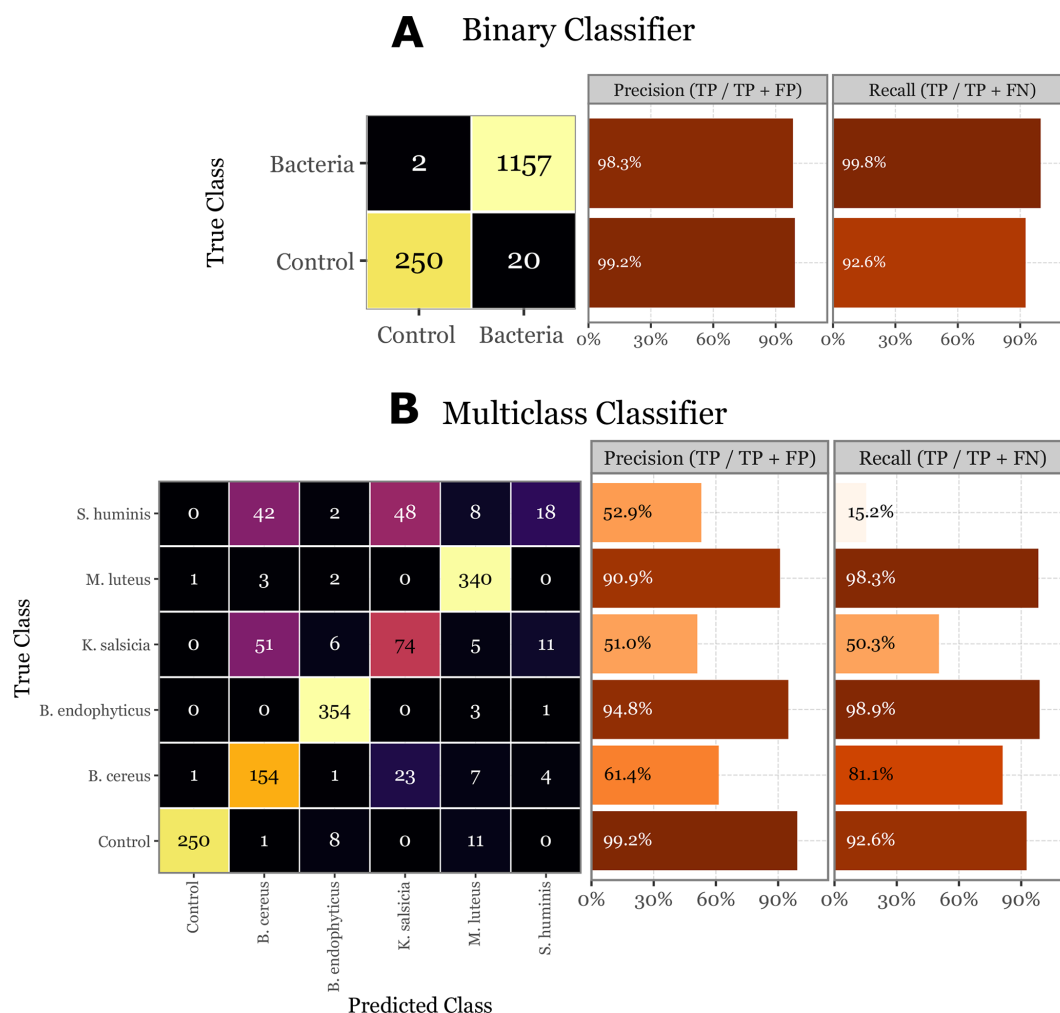 A Binary Classifier
Precision (TP / TP + FP) Recall (TP / TP + FN)
True Class
Bacteria 2 1157 98.3% 99.8%
Control 250 20 99.2% 92.6%
Control Bacteria 0% 30% 60% 90% 0% 30% 60% 90%
B Multiclass Classifier
Precision (TP / TP + FP) Recall (TP / TP + FN)
True Class
S. huminis 0 42 2 48 8 18 52.9% 15.2%
M. luteus 1 3 2 0 340 0 90.9% 98.3%
K. salsicia 0 51 6 74 5 11 51.0% 50.3%
B. endophyticus 0 0 354 0 3 1 94.8% 98.9%
B. cereus 1 154 1 23 7 4 61.4% 81.1%
Control 250 1 8 0 11 0 99.2% 92.6%
Control B. cereus B. endophyticus K. salsicia M. luteus S. huminis 0% 30% 60% 90% 0% 30% 60% 90%
Predicted Class